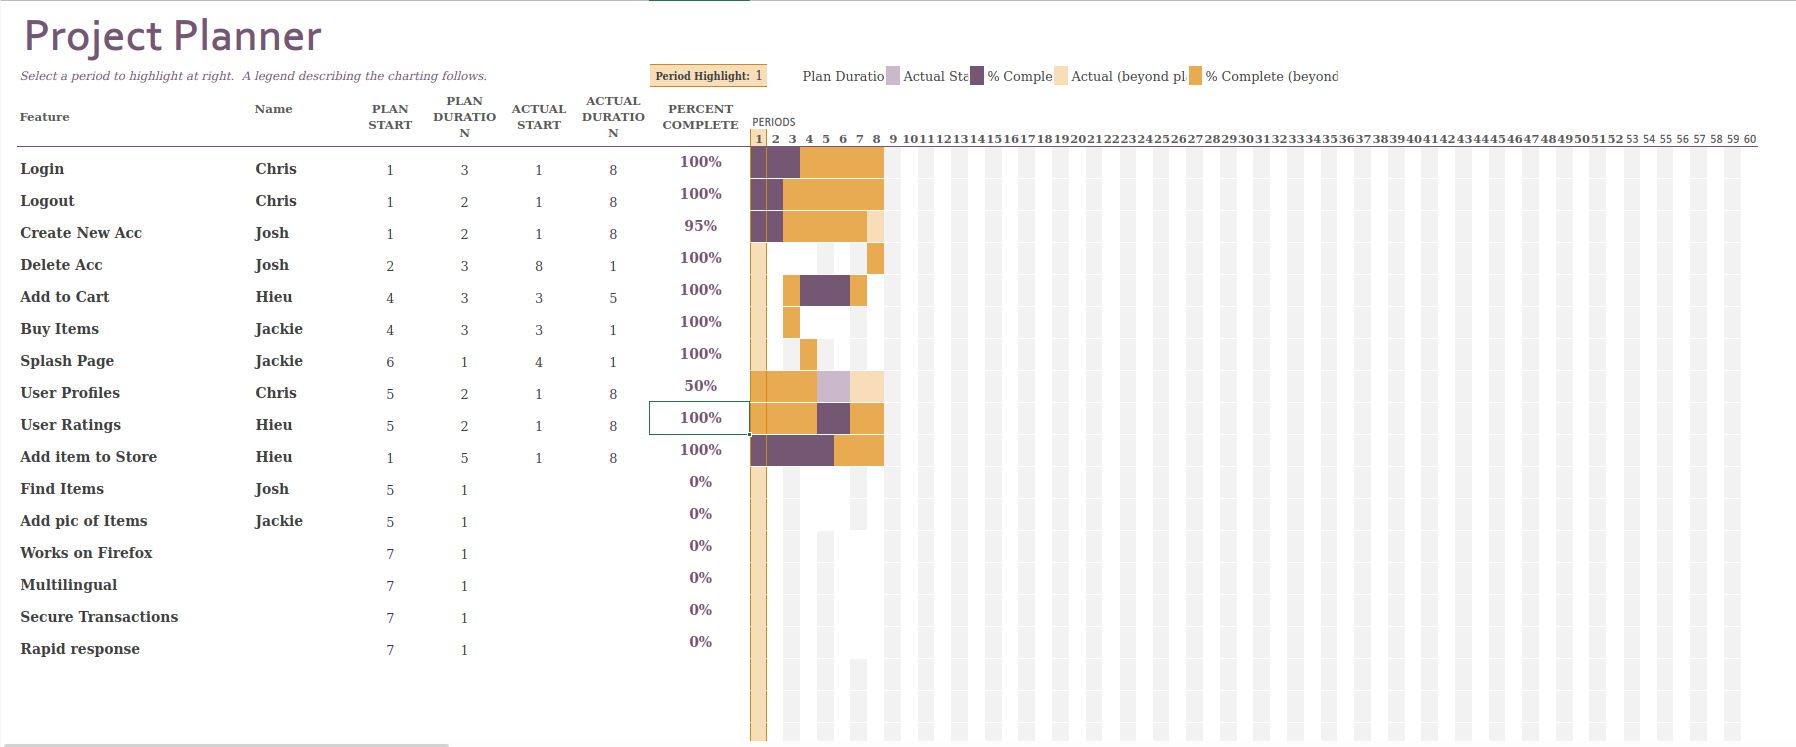 Project Planner
Select a period to highlight at right.  A legend describing the charting follows.
Period Highlight: 1
Plan Duratio Actual Sta % Comple Actual (beyond pl % Complete (beyond
Feature Name PLAN START PLAN DURATIO N ACTUAL START ACTUAL DURATIO N PERCENT COMPLETE PERIODS
1 2 3 4 5 6 7 8 9 10 11 12 13 14 15 16 17 18 19 20 21 22 23 24 25 26 27 28 29 30 31 32 33 34 35 36 37 38 39 40 41 42 43 44 45 46 47 48 49 50 51 52 53 54 55 56 57 58 59 60
Login Chris 1 3 1 8 100%
Logout Chris 1 2 1 8 100%
Create New Acc Josh 1 2 1 8 95%
Delete Acc Josh 2 3 8 1 100%
Add to Cart Hieu 4 3 3 5 100%
Buy Items Jackie 4 3 3 1 100%
Splash Page Jackie 6 1 4 1 100%
User Profiles Chris 5 2 1 8 50%
User Ratings Hieu 5 2 1 8 100%
Add item to Store Hieu 1 5 1 8 100%
Find Items Josh 5 1 0%
Add pic of Items Jackie 5 1 0%
Works on Firefox 7 1 0%
Multilingual 7 1 0%
Secure Transactions 7 1 0%
Rapid response 7 1 0%